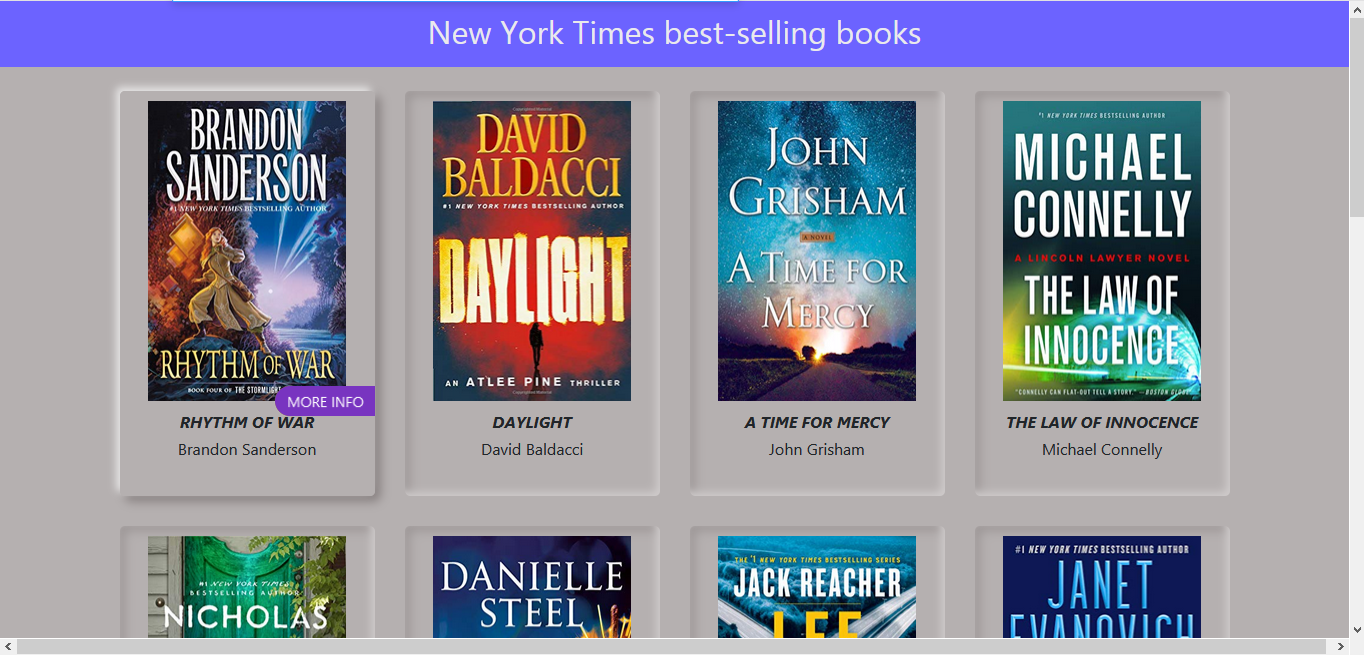 New York Times best-selling books
BRANDON
SANDERSON
#1 NEW YORK TIMES BESTSELLING AUTHOR
RHYTHM OF WAR
BOOK FOUR OF THE STORMLIGHT
MORE INFO
RHYTHM OF WAR
Brandon Sanderson
DAVID
BALDACCI
#1 NEW YORK TIMES BESTSELLING AUTHOR
DAYLIGHT
AN ATLEE PINE THRILLER
DAYLIGHT
David Baldacci
JOHN
GRISHAM
A NOVEL
A TIME FOR
MERCY
A TIME FOR MERCY
John Grisham
#1 NEW YORK TIMES BESTSELLING AUTHOR
MICHAEL
CONNELLY
A LINCOLN LAWYER NOVEL
THE LAW OF
INNOCENCE
"CONNELLY CAN FLAT-OUT TELL A STORY." —BOSTON GLOBE
THE LAW OF INNOCENCE
Michael Connelly
#1 NEW YORK TIMES
BESTSELLING AUTHOR
NICHOLAS
DANIELLE
STEEL
THE #1 NEW YORK TIMES BESTSELLING SERIES
JACK REACHER
LEE
#1 NEW YORK TIMES BESTSELLING AUTHOR
JANET
EVANOVICH